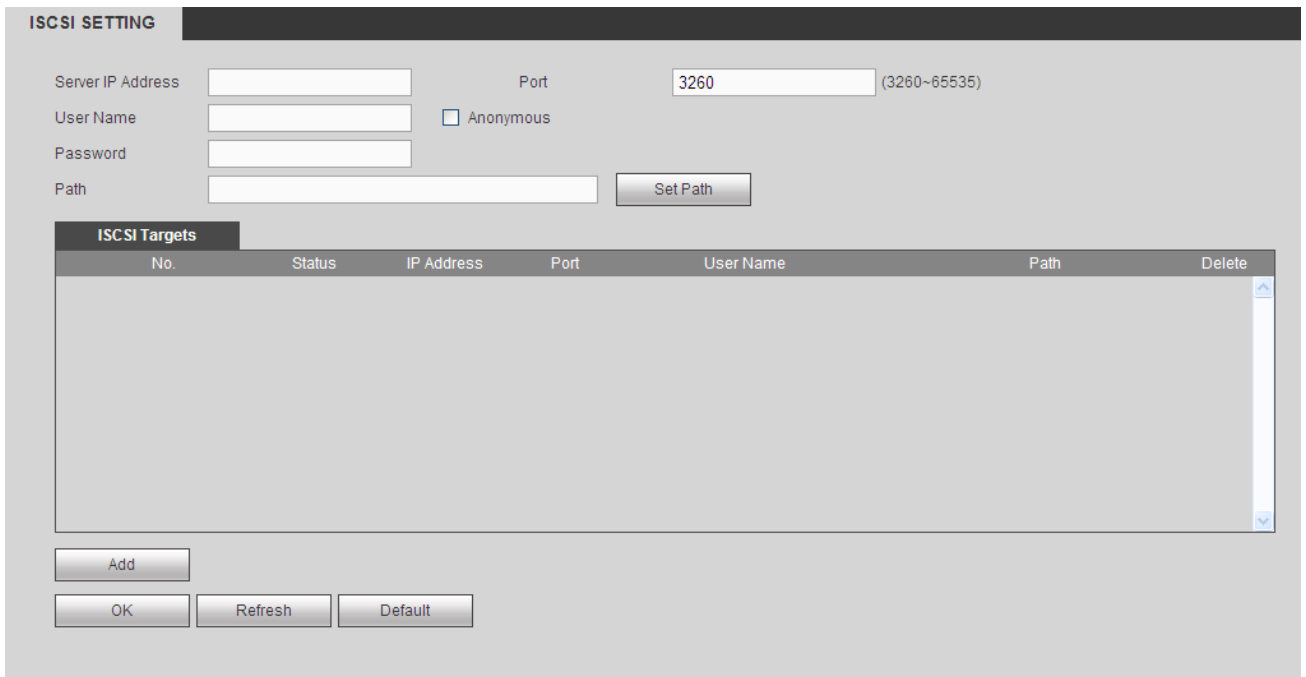 ISCSI SETTING
Server IP Address Port 3260 (3260~65535)
User Name Anonymous
Password
Path Set Path
ISCSI Targets
No. Status IP Address Port User Name Path Delete
Add
OK Refresh Default